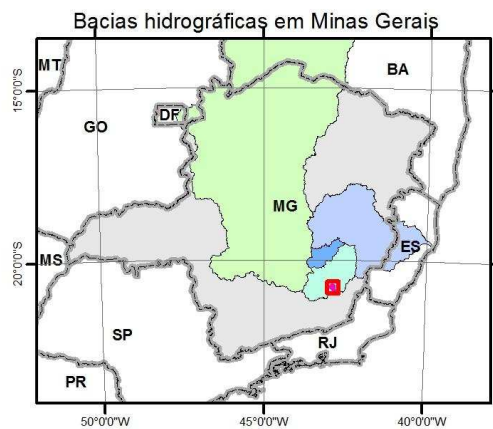 Bacias hidrográficas em Minas Gerais
MT
BA
15°0'0"S
DF
GO
MG
ES
MS
20°0'0"S
SP
RJ
PR
50°0'0"W
45°0'0"W
40°0'0"W